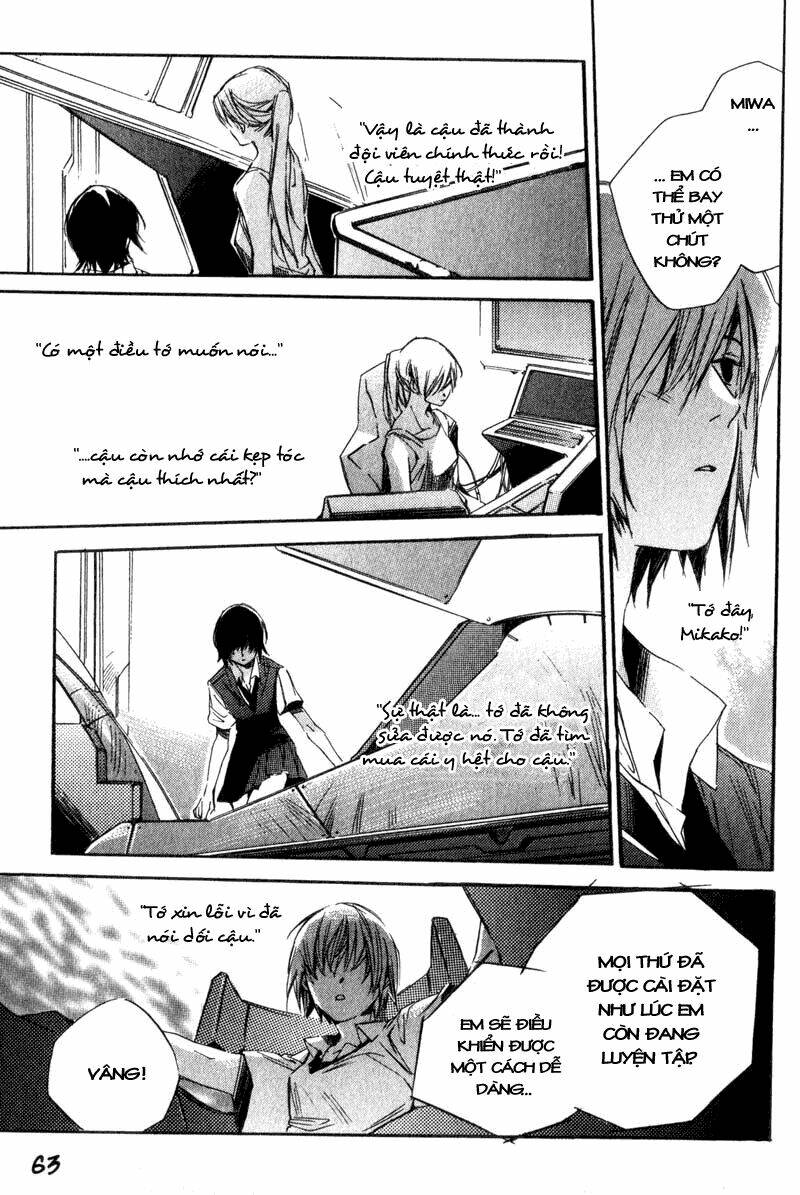 MIWA
...
... EM CÓ
THỂ BAY
THỬ MỘT
CHÚT
KHÔNG?
"Tớ đây,
Mikako!"
"Vậy là cậu đã thành
đội viên chính thức rồi!
Cậu tuyệt thật!"
"Có một điều tớ muốn nói..."
"....cậu còn nhớ cái kẹp tóc
mà cậu thích nhất?"
"Sự thật là... tớ đã không
sửa được nó. Tớ đã tìm
mua cái y hệt cho cậu."
MỌI THỨ ĐÃ
ĐƯỢC CÀI ĐẶT
NHƯ LÚC EM
CÒN ĐANG
LUYỆN TẬP.
EM SẼ ĐIỀU
KHIỂN ĐƯỢC
MỘT CÁCH DỄ
DÀNG...
"Tớ xin lỗi vì đã
nói dối cậu."
VÂNG!
63